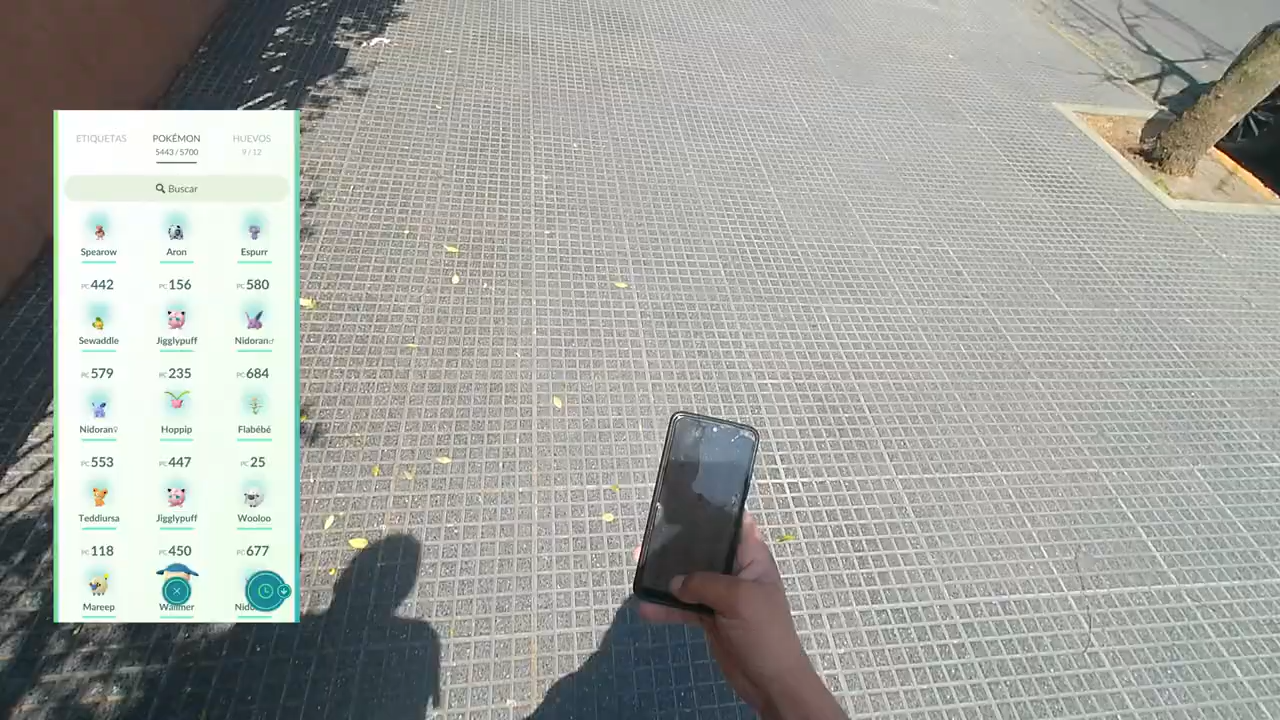 ETIQUETAS POKÉMON HUEVOS
5443 / 5700 9 / 12
Buscar
Spearow Aron Espurr
PC442 PC156 PC580
Sewaddle Jigglypuff Nidoran♂
PC579 PC235 PC684
Nidoran♀ Hoppip Flabébé
PC553 PC447 PC25
Teddiursa Jigglypuff Wooloo
PC118 PC450 PC677
Mareep Wailmer